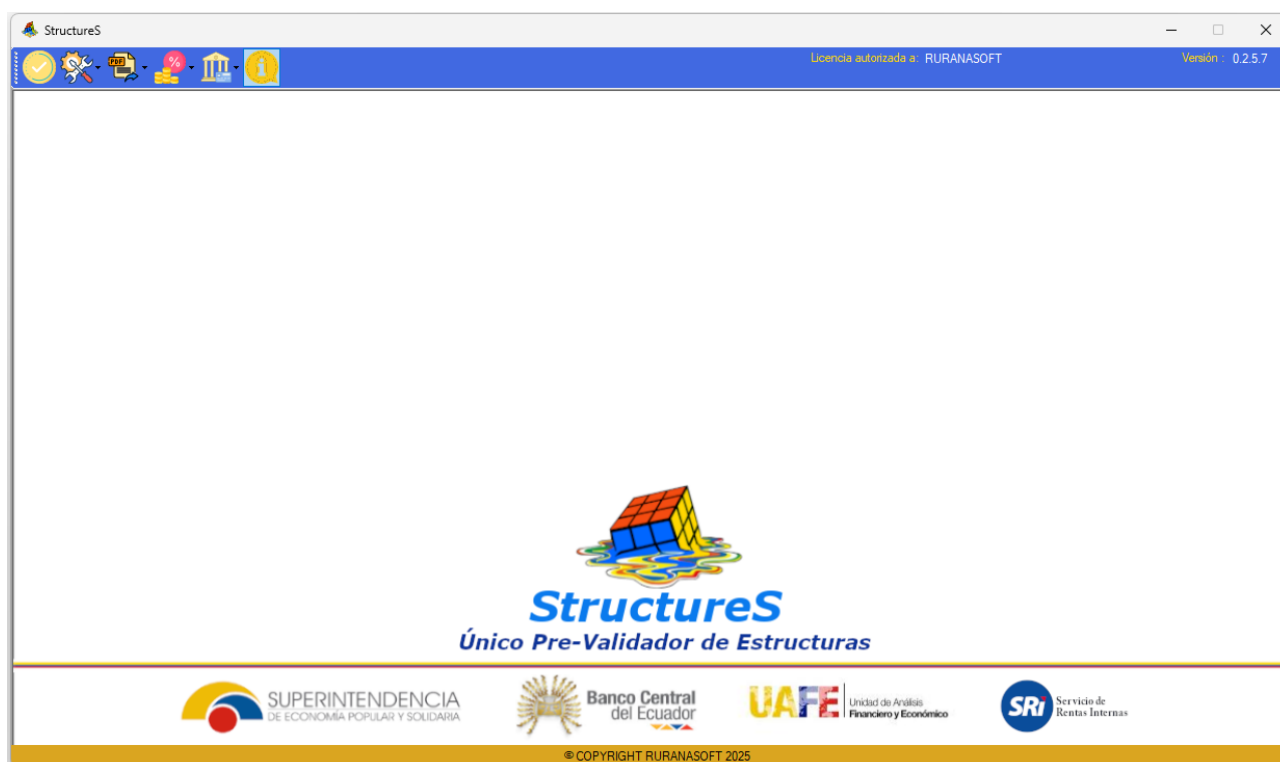 StructureS
PDF
%
Licencia autorizada a: RURANASOFT
Versión : 0.2.5.7
StructureS
Único Pre-Validador de Estructuras
SUPERINTENDENCIA
DE ECONOMÍA POPULAR Y SOLIDARIA
Banco Central
del Ecuador
UAFE
Unidad de Análisis
Financiero y Económico
SRi
Servicio de
Rentas Internas
© COPYRIGHT RURANASOFT 2025